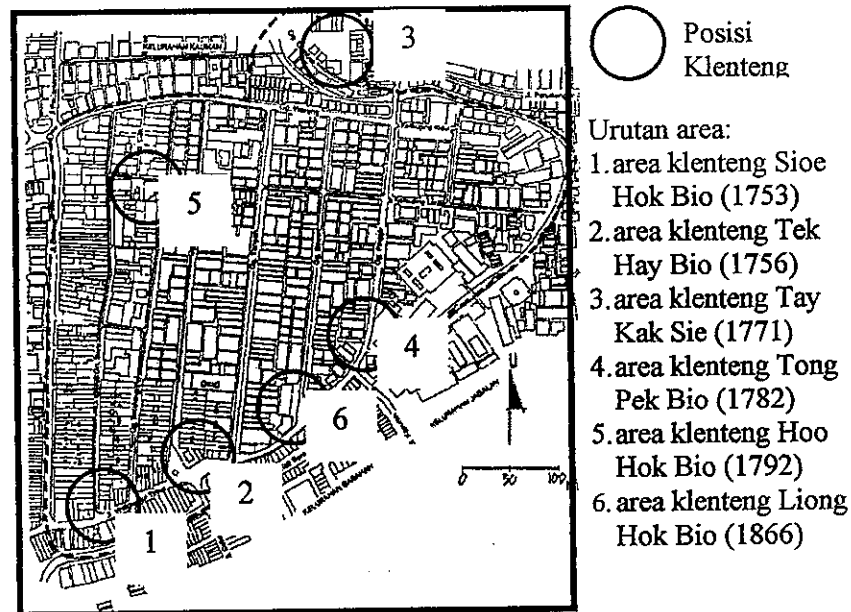 KELURAHAN KAUMAN
3
Posisi
Klenteng
Urutan area:
1.area klenteng Sioe
Hok Bio (1753)
2.area klenteng Tek
Hay Bio (1756)
3.area klenteng Tay
Kak Sie (1771)
4.area klenteng Tong
Pek Bio (1782)
5.area klenteng Hoo
Hok Bio (1792)
6.area klenteng Liong
Hok Bio (1866)
5
4
U
6
KELURAHAN JAGALAN
0 50 100
2
1